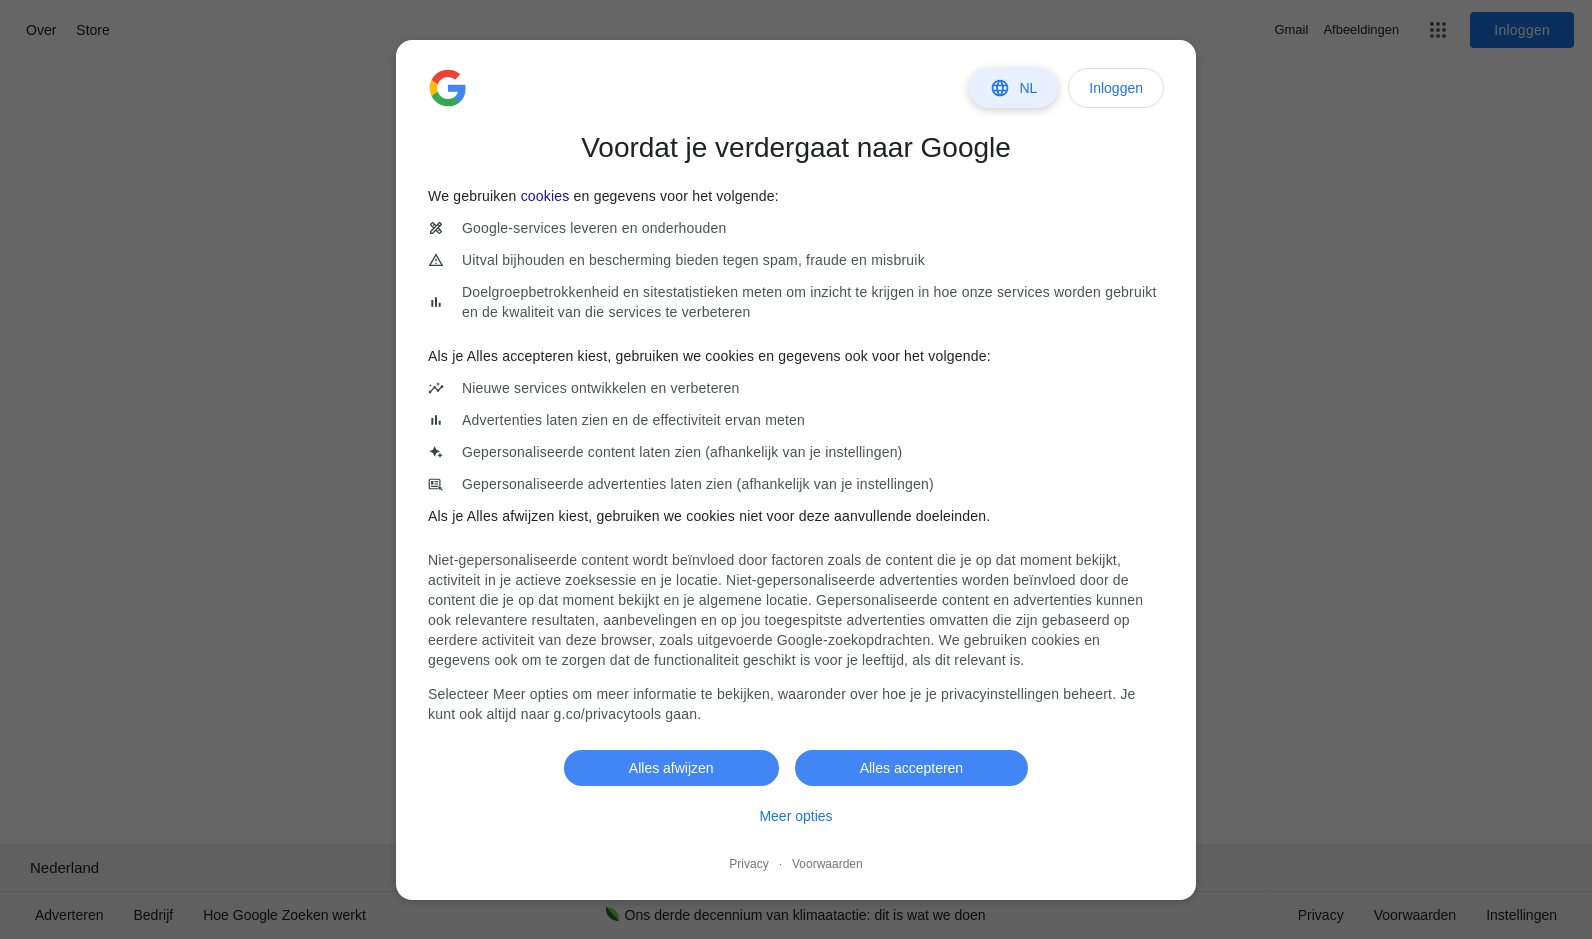 Over Store Gmail Afbeeldingen Inloggen
NL Inloggen
Voordat je verdergaat naar Google
We gebruiken cookies en gegevens voor het volgende:
Google-services leveren en onderhouden
Uitval bijhouden en bescherming bieden tegen spam, fraude en misbruik
Doelgroepbetrokkenheid en sitestatistieken meten om inzicht te krijgen in hoe onze services worden gebruikt
en de kwaliteit van die services te verbeteren
Als je Alles accepteren kiest, gebruiken we cookies en gegevens ook voor het volgende:
Nieuwe services ontwikkelen en verbeteren
Advertenties laten zien en de effectiviteit ervan meten
Gepersonaliseerde content laten zien (afhankelijk van je instellingen)
Gepersonaliseerde advertenties laten zien (afhankelijk van je instellingen)
Als je Alles afwijzen kiest, gebruiken we cookies niet voor deze aanvullende doeleinden.
Niet-gepersonaliseerde content wordt beïnvloed door factoren zoals de content die je op dat moment bekijkt,
activiteit in je actieve zoeksessie en je locatie. Niet-gepersonaliseerde advertenties worden beïnvloed door de
content die je op dat moment bekijkt en je algemene locatie. Gepersonaliseerde content en advertenties kunnen
ook relevantere resultaten, aanbevelingen en op jou toegespitste advertenties omvatten die zijn gebaseerd op
eerdere activiteit van deze browser, zoals uitgevoerde Google-zoekopdrachten. We gebruiken cookies en
gegevens ook om te zorgen dat de functionaliteit geschikt is voor je leeftijd, als dit relevant is.
Selecteer Meer opties om meer informatie te bekijken, waaronder over hoe je je privacyinstellingen beheert. Je
kunt ook altijd naar g.co/privacytools gaan.
Alles afwijzen Alles accepteren
Meer opties
Privacy · Voorwaarden
Nederland
Adverteren Bedrijf Hoe Google Zoeken werkt Ons derde decennium van klimaatactie: dit is wat we doen Privacy Voorwaarden Instellingen